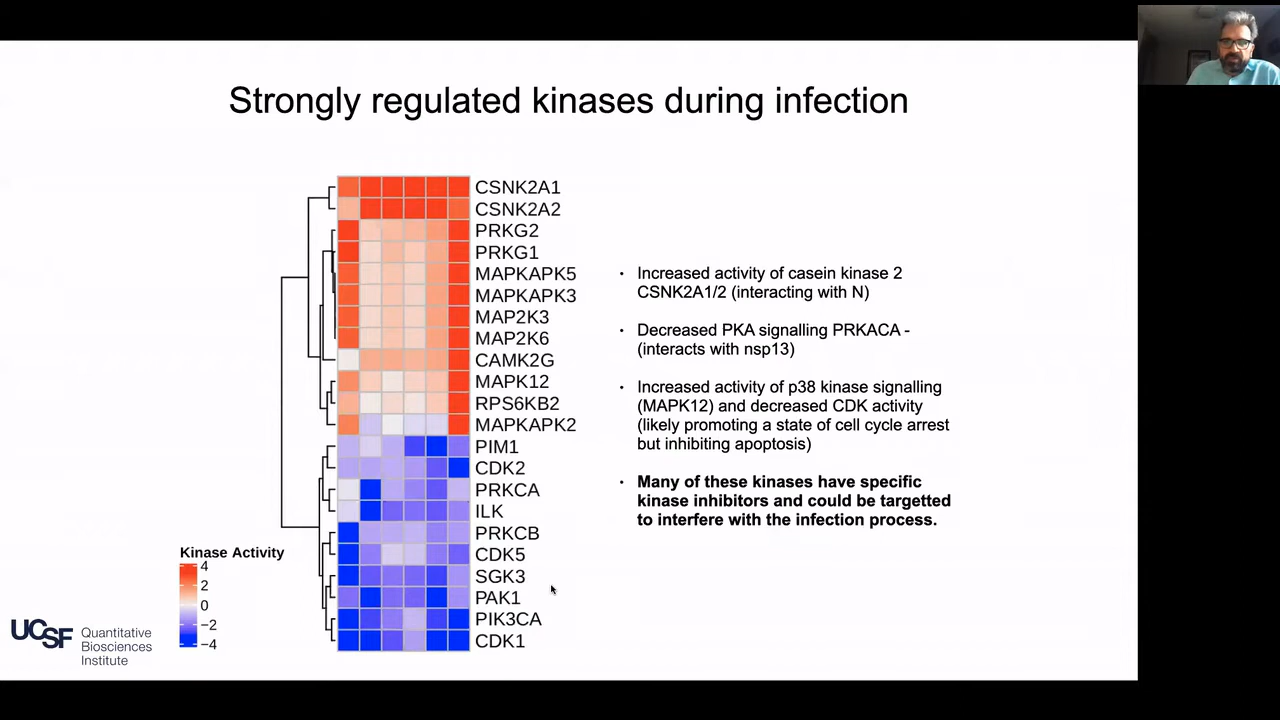 Strongly regulated kinases during infection
CSNK2A1
CSNK2A2
PRKG2
PRKG1
MAPKAPK5
MAPKAPK3
MAP2K3
MAP2K6
CAMK2G
MAPK12
RPS6KB2
MAPKAPK2
PIM1
CDK2
PRKCA
ILK
PRKCB
CDK5
SGK3
PAK1
PIK3CA
CDK1
Kinase Activity
4
2
0
−2
−4
• Increased activity of casein kinase 2
CSNK2A1/2 (interacting with N)
• Decreased PKA signalling PRKACA -
(interacts with nsp13)
• Increased activity of p38 kinase signalling
(MAPK12) and decreased CDK activity
(likely promoting a state of cell cycle arrest
but inhibiting apoptosis)
• Many of these kinases have specific
kinase inhibitors and could be targetted
to interfere with the infection process.
UCSF
Quantitative
Biosciences
Institute